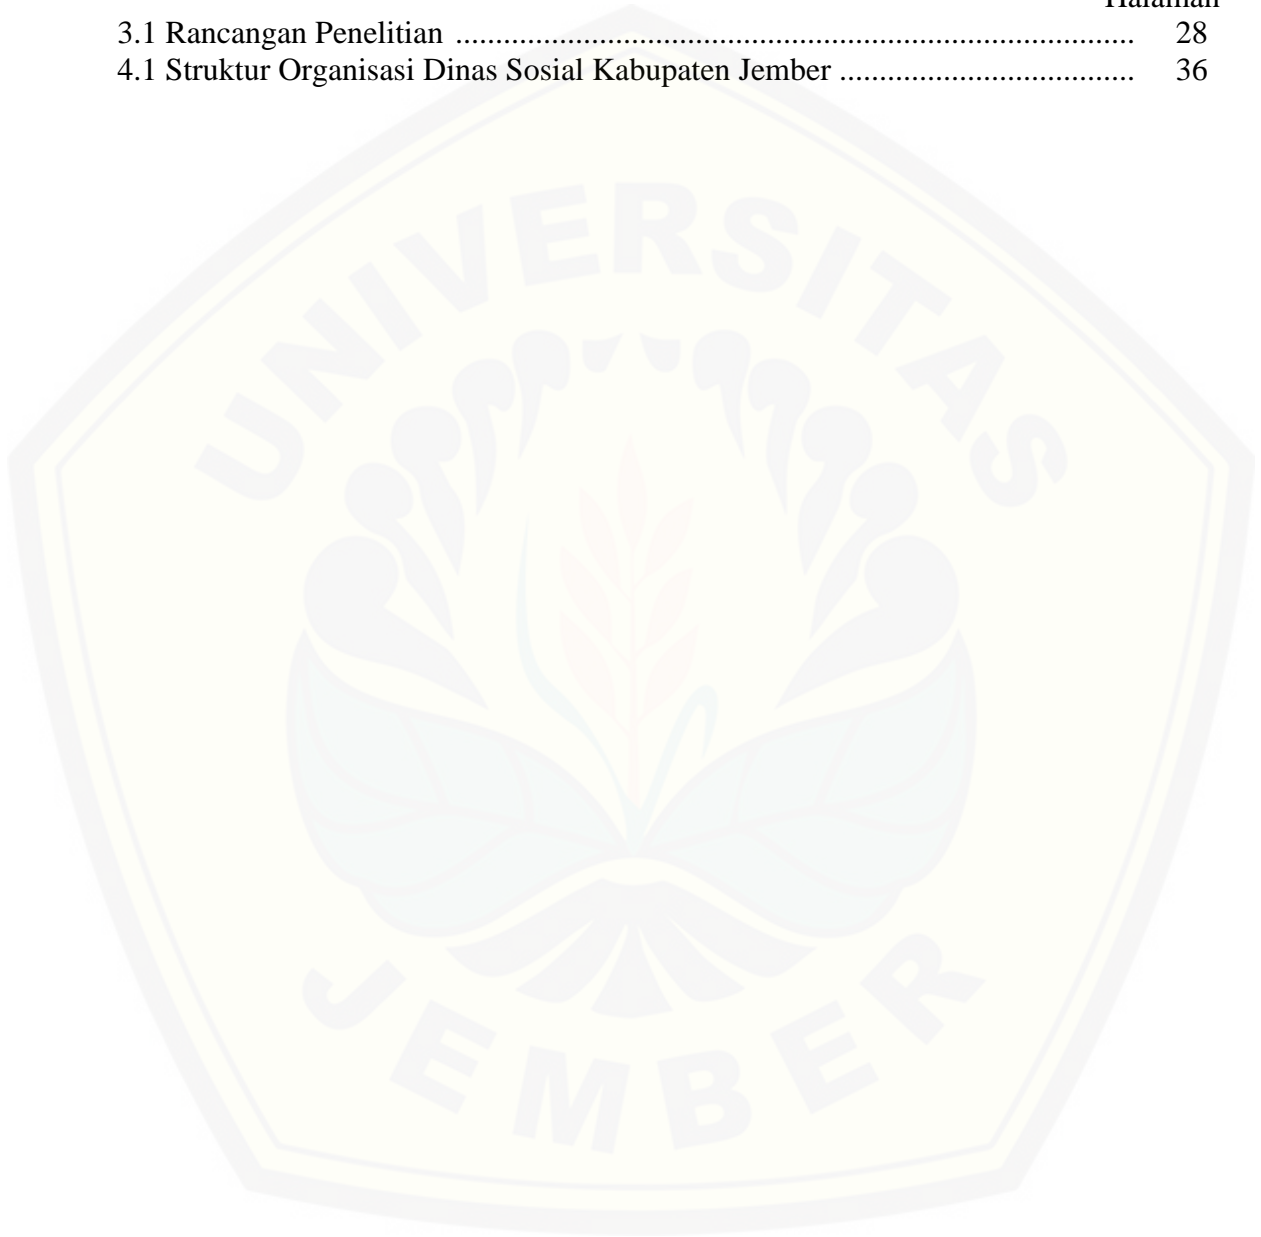 Halaman
3.1 Rancangan Penelitian ........................................................................... 28
4.1 Struktur Organisasi Dinas Sosial Kabupaten Jember ................................. 36
UNIVERSITAS
JEMBER